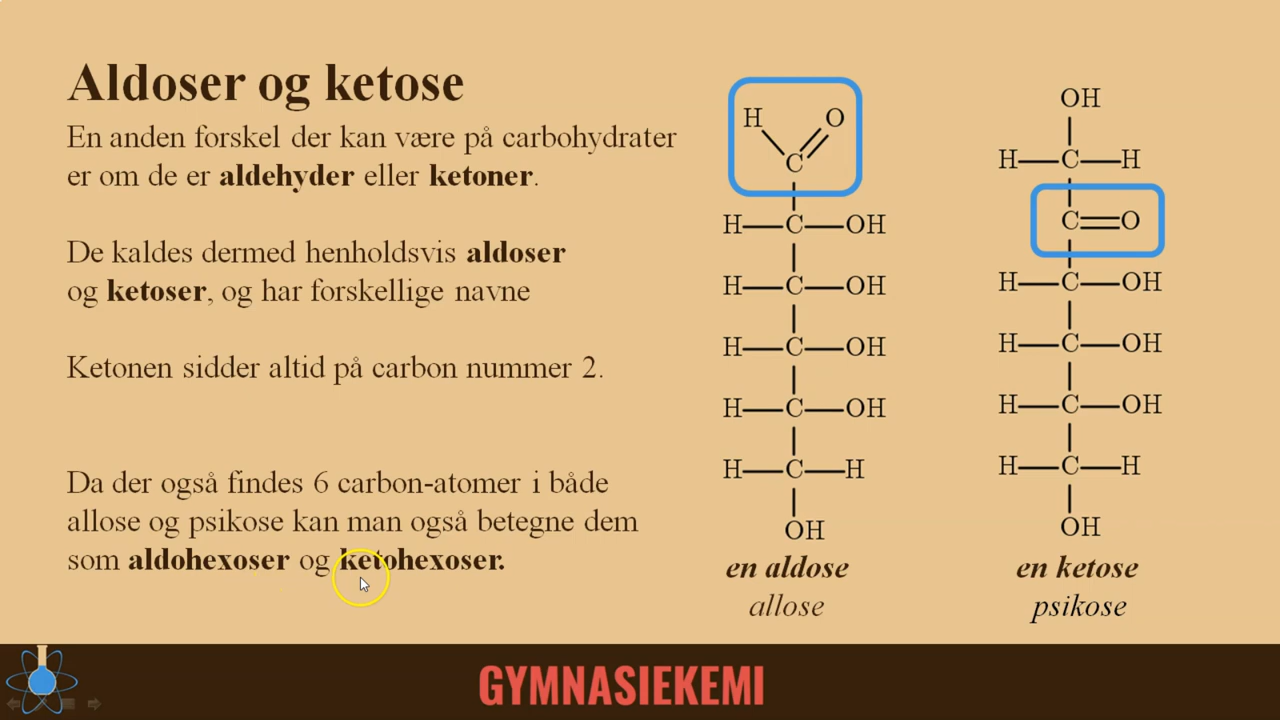 Aldoser og ketose
En anden forskel der kan være på carbohydrater
er om de er aldehyder eller ketoner.
De kaldes dermed henholdsvis aldoser
og ketoser, og har forskellige navne
Ketonen sidder altid på carbon nummer 2.
Da der også findes 6 carbon-atomer i både
allose og psikose kan man også betegne dem
som aldohexoser og ketohexoser.
H O
C
H C OH
H C OH
H C OH
H C OH
H C H
OH
en aldose
allose
OH
H C H
C O
H C OH
H C OH
H C OH
H C H
OH
en ketose
psikose
GYMNASIEKEMI